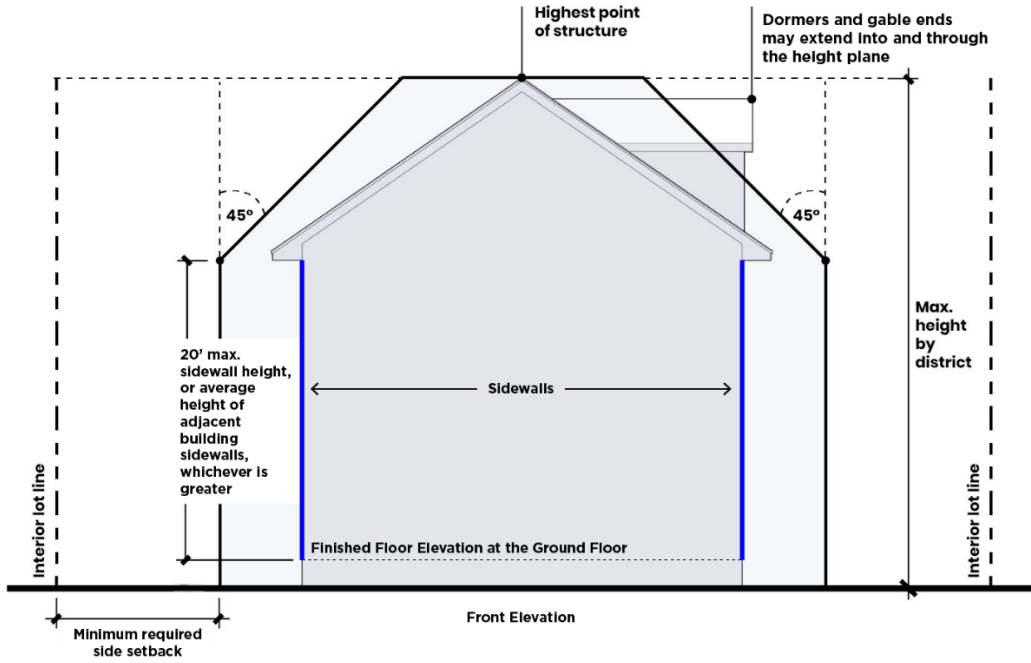 Highest point
of structure
Dormers and gable ends
may extend into and through
the height plane
45°
45°
Max.
height
by
district
20’ max.
sidewall height,
or average
height of
adjacent
building
sidewalls,
whichever is
greater
Sidewalls
Interior lot line
Interior lot line
Finished Floor Elevation at the Ground Floor
Front Elevation
Minimum required
side setback